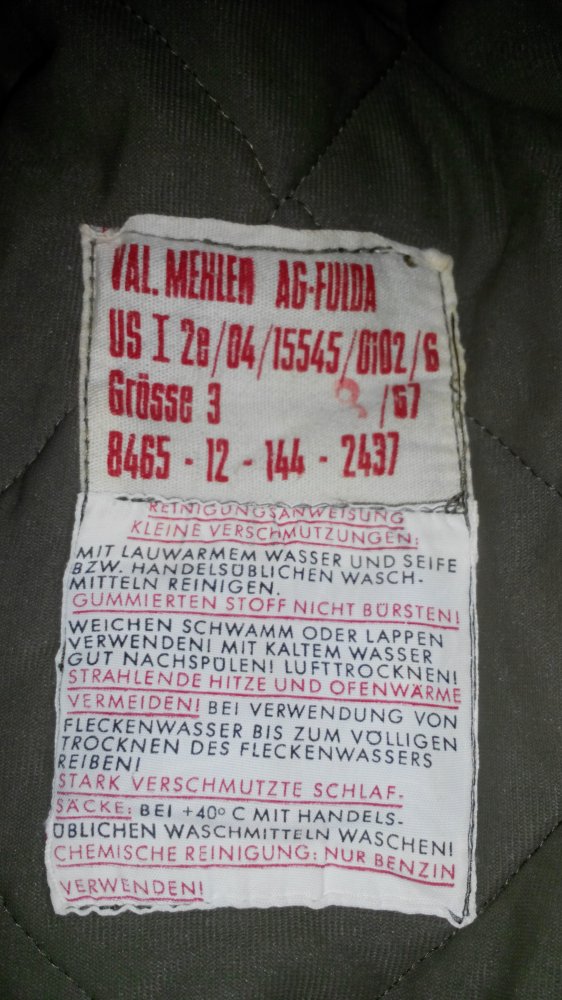 VAL. MEHLER AG-FULDA
US I 2e/04/15545/0102/6
Grösse 3 /67
8465 - 12 - 144 - 2437
REINIGUNGSANWEISUNG
KLEINE VERSCHMUTZUNGEN:
MIT LAUWARMEM WASSER UND SEIFE
BZW. HANDELSÜBLICHEN WASCH-
MITTELN REINIGEN.
GUMMIERTEN STOFF NICHT BÜRSTEN!
WEICHEN SCHWAMM ODER LAPPEN
VERWENDEN! MIT KALTEM WASSER
GUT NACHSPÜLEN! LUFTTROCKNEN!
STRAHLENDE HITZE UND OFENWÄRME
VERMEIDEN! BEI VERWENDUNG VON
FLECKENWASSER BIS ZUM VÖLLIGEN
TROCKNEN DES FLECKENWASSERS
REIBEN!
STARK VERSCHMUTZTE SCHLAF-
SÄCKE: BEI +40° C MIT HANDELS-
ÜBLICHEN WASCHMITTELN WASCHEN!
CHEMISCHE REINIGUNG: NUR BENZIN
VERWENDEN!